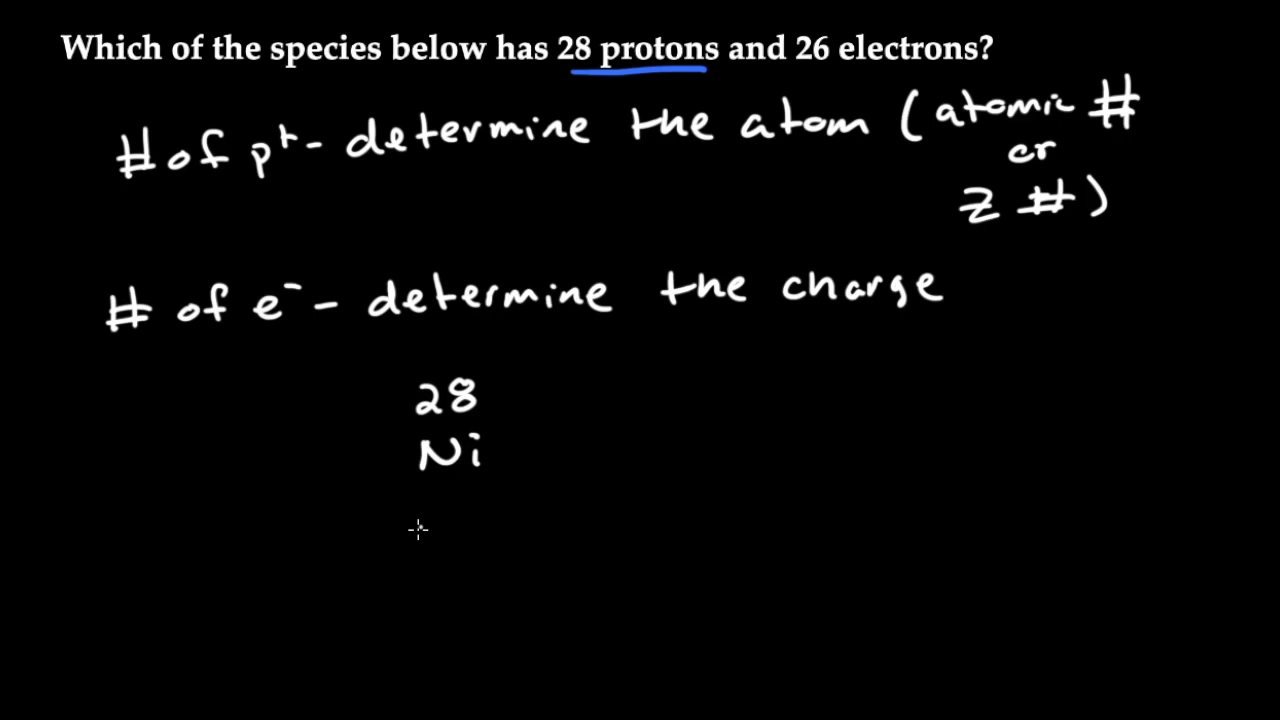 Which of the species below has 28 protons and 26 electrons?
# of p+ - determine the atom (atomic #
or
Z #)
# of e- - determine the charge
28
Ni